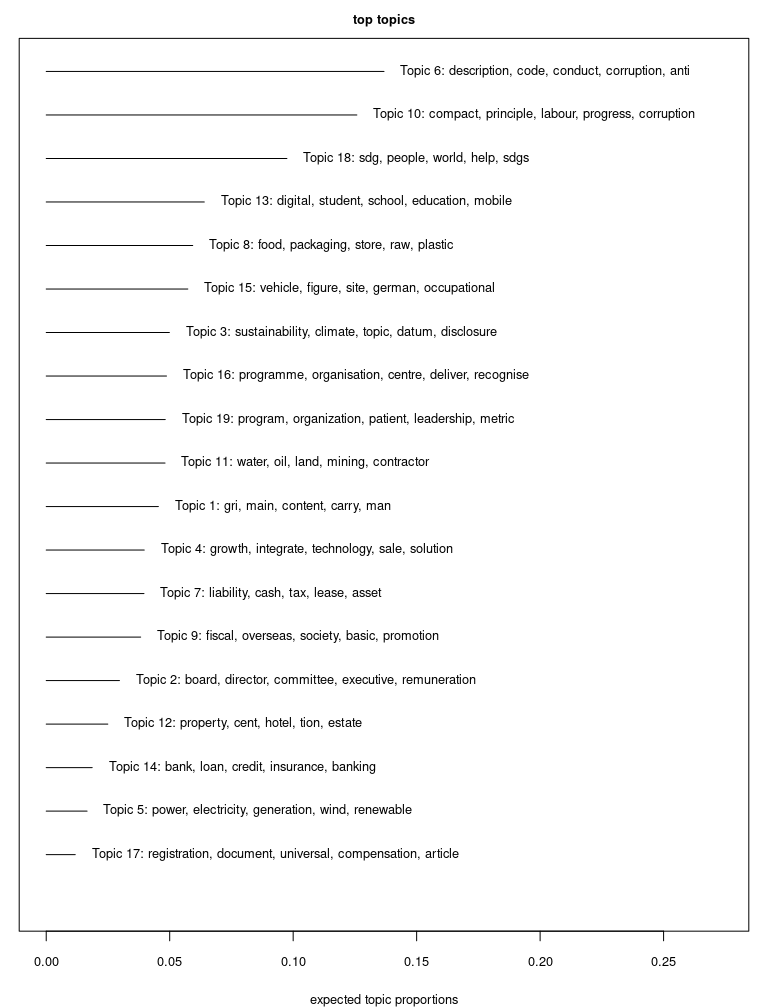 top topics
Topic 6: description, code, conduct, corruption, anti
Topic 10: compact, principle, labour, progress, corruption
Topic 18: sdg, people, world, help, sdgs
Topic 13: digital, student, school, education, mobile
Topic 8: food, packaging, store, raw, plastic
Topic 15: vehicle, figure, site, german, occupational
Topic 3: sustainability, climate, topic, datum, disclosure
Topic 16: programme, organisation, centre, deliver, recognise
Topic 19: program, organization, patient, leadership, metric
Topic 11: water, oil, land, mining, contractor
Topic 1: gri, main, content, carry, man
Topic 4: growth, integrate, technology, sale, solution
Topic 7: liability, cash, tax, lease, asset
Topic 9: fiscal, overseas, society, basic, promotion
Topic 2: board, director, committee, executive, remuneration
Topic 12: property, cent, hotel, tion, estate
Topic 14: bank, loan, credit, insurance, banking
Topic 5: power, electricity, generation, wind, renewable
Topic 17: registration, document, universal, compensation, article
0.00 0.05 0.10 0.15 0.20 0.25
expected topic proportions